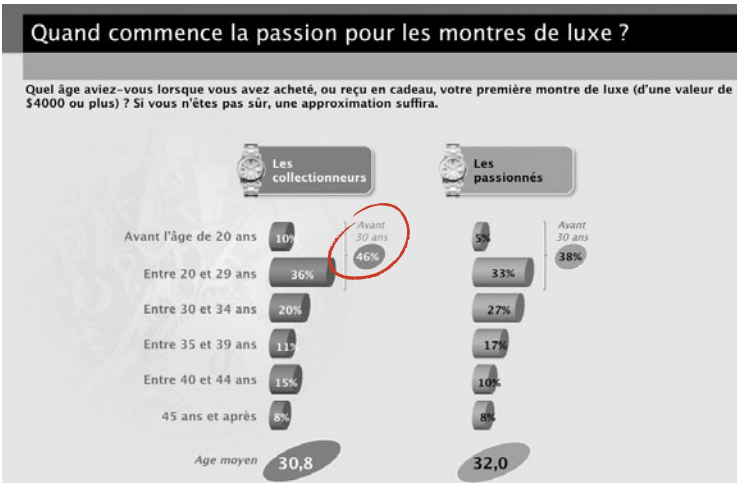 Quand commence la passion pour les montres de luxe ?
Quel âge aviez-vous lorsque vous avez acheté, ou reçu en cadeau, votre première montre de luxe (d'une valeur de
$4000 ou plus) ? Si vous n'êtes pas sûr, une approximation suffira.
Les
collectionneurs
Les
passionnés
Avant l'âge de 20 ans 10% Avant 30 ans 46% 5% Avant 30 ans 38%
Entre 20 et 29 ans 36% 33%
Entre 30 et 34 ans 20% 27%
Entre 35 et 39 ans 11% 17%
Entre 40 et 44 ans 15% 10%
45 ans et après 8% 8%
Age moyen 30,8 32,0